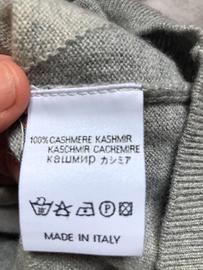 100% CASHMERE KASHMIR
KASCHMIR CACHEMIRE
кашмир カシミア
MADE IN ITALY